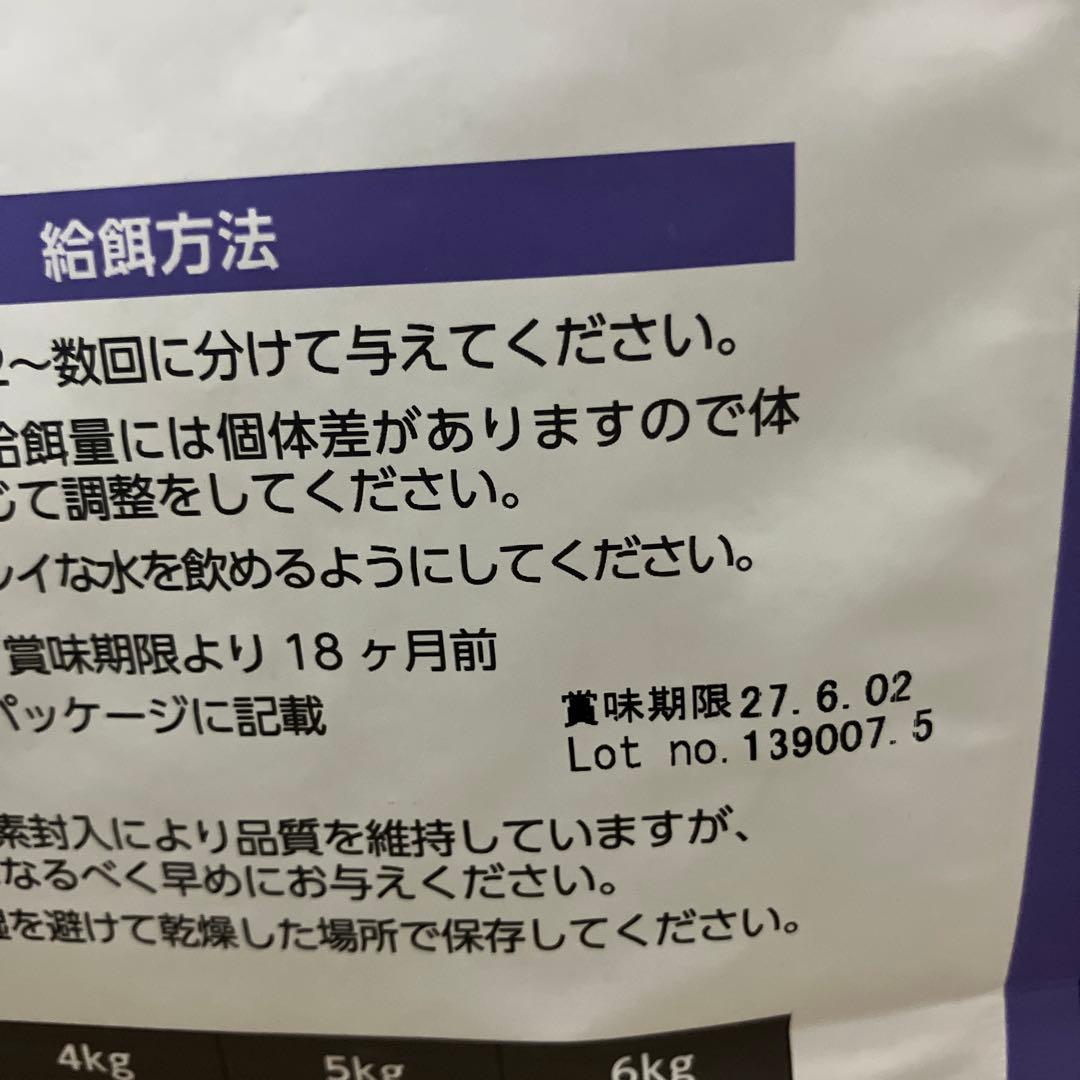 給餌方法
～数回に分けて与えてください。
給餌量には個体差がありますので体
じて調整をしてください。
レイな水を飲めるようにしてください。
賞味期限より 18 ヶ月前
パッケージに記載
賞味期限27. 6. 02
Lot no. 139007. 5
素封入により品質を維持していますが、
なるべく早めにお与えください。
湿を避けて乾燥した場所で保存してください。
4kg 5kg 6kg